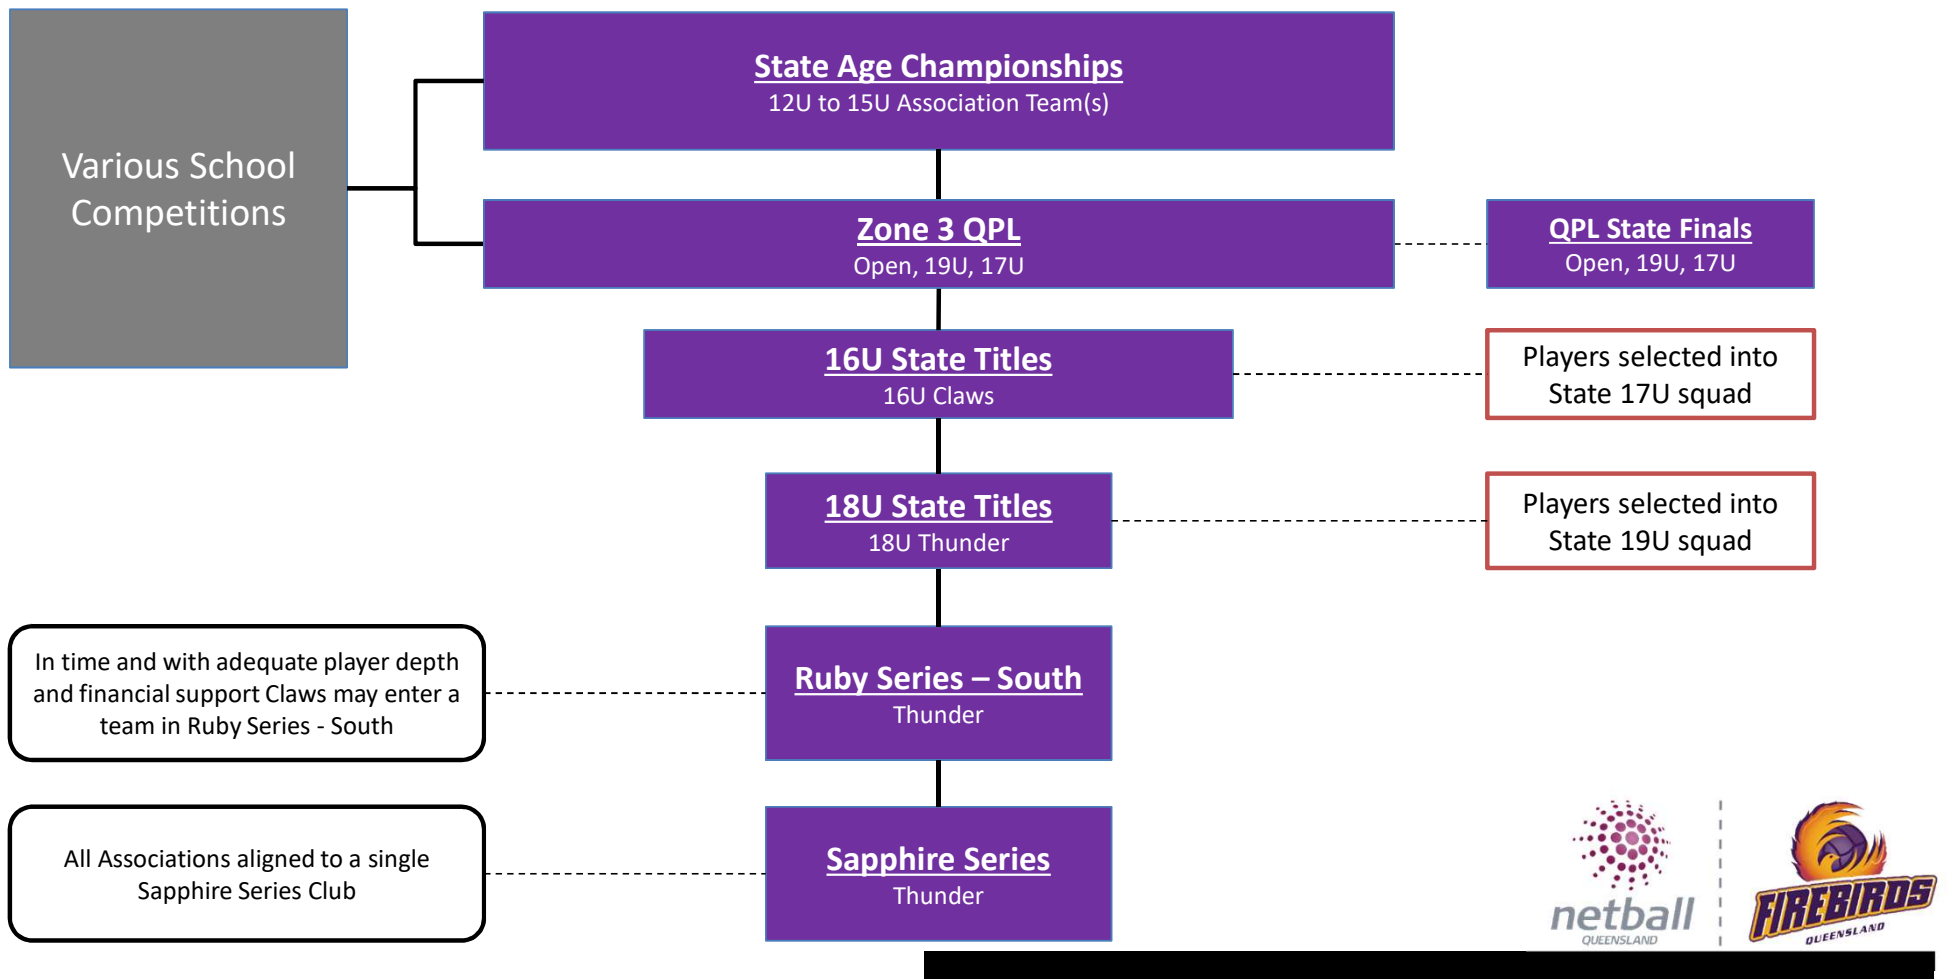 State Age Championships
12U to 15U Association Team(s)
Various School
Competitions
Zone 3 QPL
Open, 19U, 17U
QPL State Finals
Open, 19U, 17U
16U State Titles
16U Claws
Players selected into
State 17U squad
18U State Titles
18U Thunder
Players selected into
State 19U squad
In time and with adequate player depth
and financial support Claws may enter a
team in Ruby Series - South
Ruby Series – South
Thunder
All Associations aligned to a single
Sapphire Series Club
Sapphire Series
Thunder
netball
QUEENSLAND
FIREBIRDS
QUEENSLAND